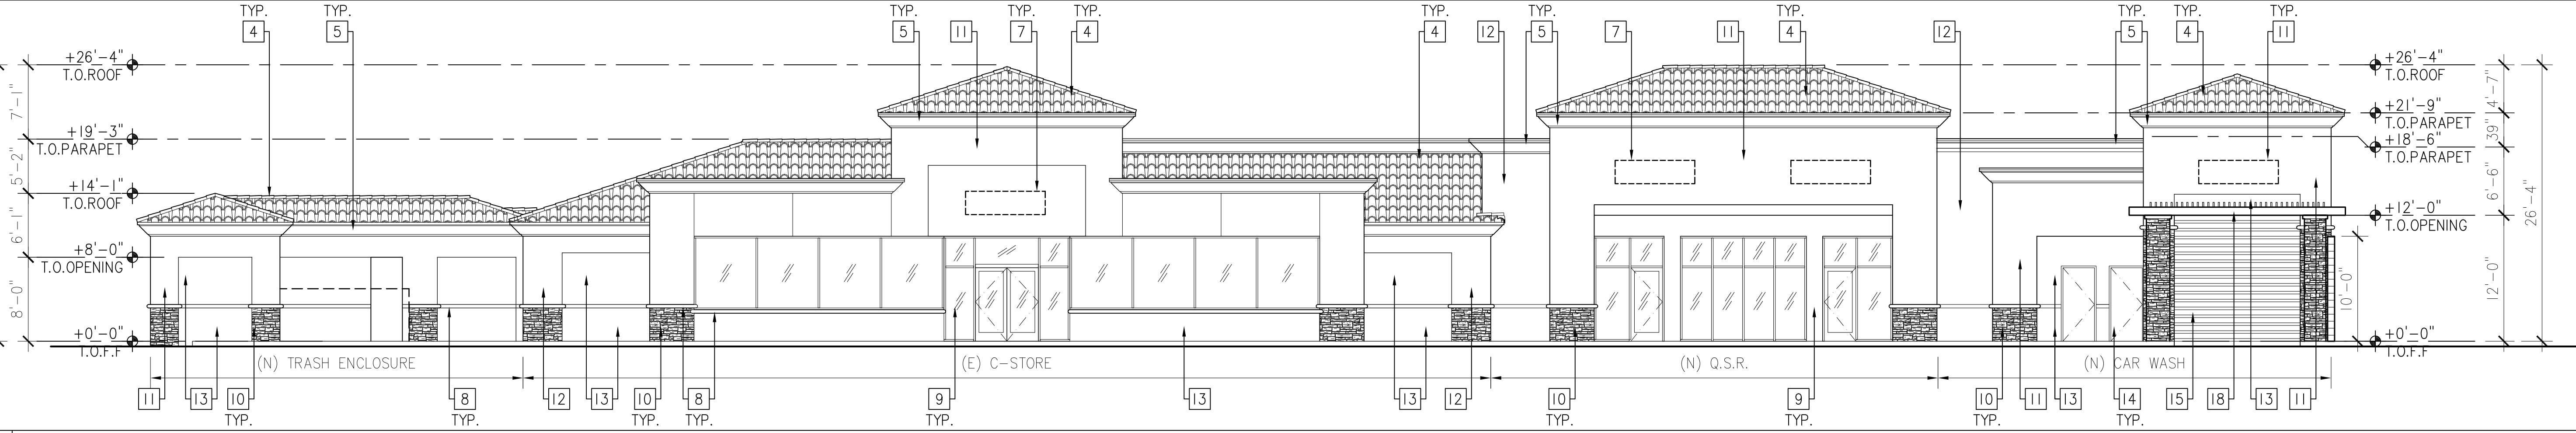 TYP. TYP. TYP. TYP. TYP. TYP. TYP. TYP. TYP. TYP. TYP.
4 5 5 11 7 4 4 12 5 7 11 4 12 5 4 11
+26'-4"
T.O.ROOF
+19'-3"
T.O.PARAPET
+14'-1"
T.O.ROOF
+8'-0"
T.O.OPENING
+0'-0"
T.O.F.F
7'-1"
5'-2"
6'-1"
8'-0"
+26'-4"
T.O.ROOF
+21'-9"
T.O.PARAPET
+18'-6"
T.O.PARAPET
+12'-0"
T.O.OPENING
+0'-0"
T.O.F.F
10'-0"
4'-7"
39"
6'-6"
12'-0"
26'-4"
(N) TRASH ENCLOSURE (E) C-STORE (N) Q.S.R. (N) CAR WASH
11 13 10 8 12 13 10 8 9 13 13 12 10 9 10 11 13 14 15 18 13 11
TYP. TYP. TYP. TYP. TYP. TYP. TYP. TYP. TYP.